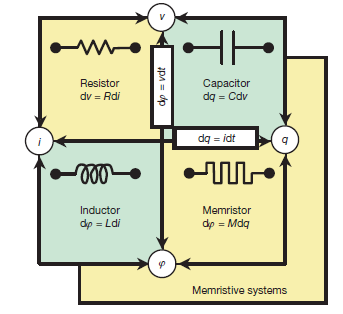 v
Resistor
dv = Rdi
dφ = vdt
Capacitor
dq = Cdv
i
dq = idt
q
Inductor
dφ = Ldi
Memristor
dφ = Mdq
φ
Memristive systems